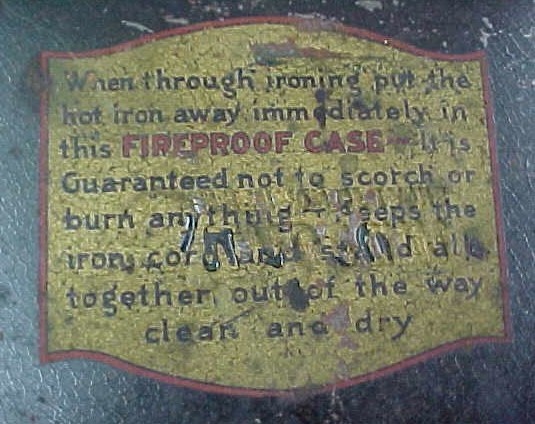 When through ironing put the
hot iron away immediately in
this FIREPROOF CASE — It is
Guaranteed not to scorch or
burn anything — keeps the
iron, cord and stand all
together out of the way
clean and dry